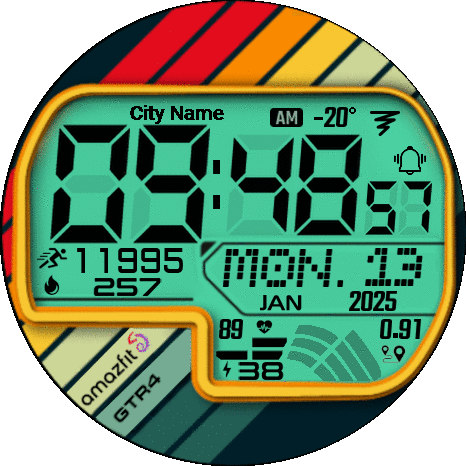 City Name
AM -20°
09:48 57
11995
257
MON. 13
JAN 2025
89 0.91
38
amazfit
GTR4